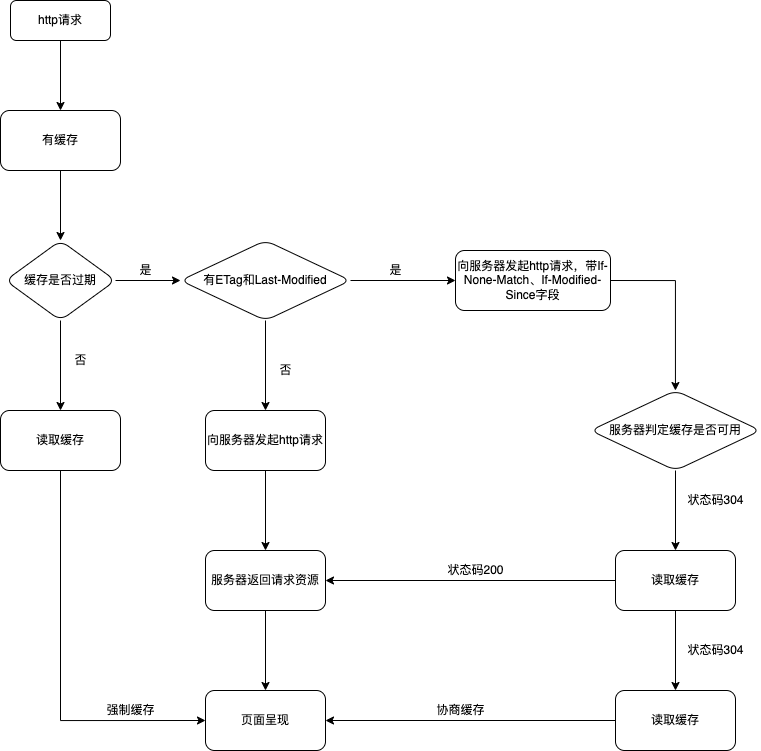 http请求
有缓存
缓存是否过期
是
有ETag和Last-Modified
是
向服务器发起http请求，带If-
None-Match、If-Modified-
Since字段
否
否
读取缓存
向服务器发起http请求
服务器判定缓存是否可用
状态码304
服务器返回请求资源
状态码200
读取缓存
状态码304
强制缓存
页面呈现
协商缓存
读取缓存